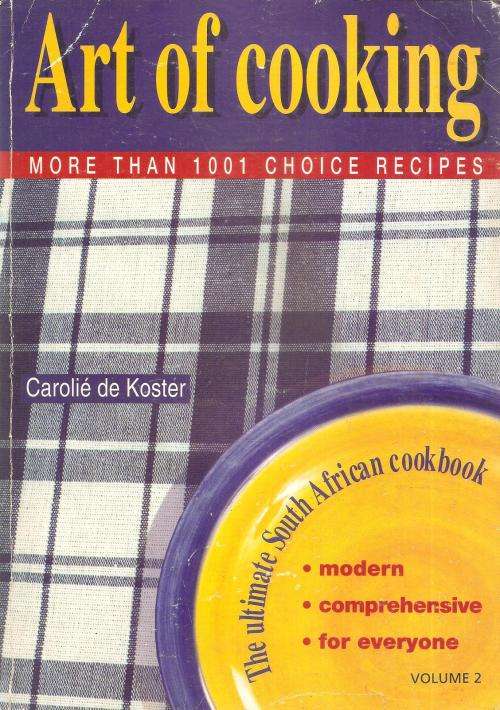 Art of cooking
MORE THAN 1001 CHOICE RECIPES
Carolié de Koster
The ultimate South African cookbook
• modern
• comprehensive
• for everyone
VOLUME 2